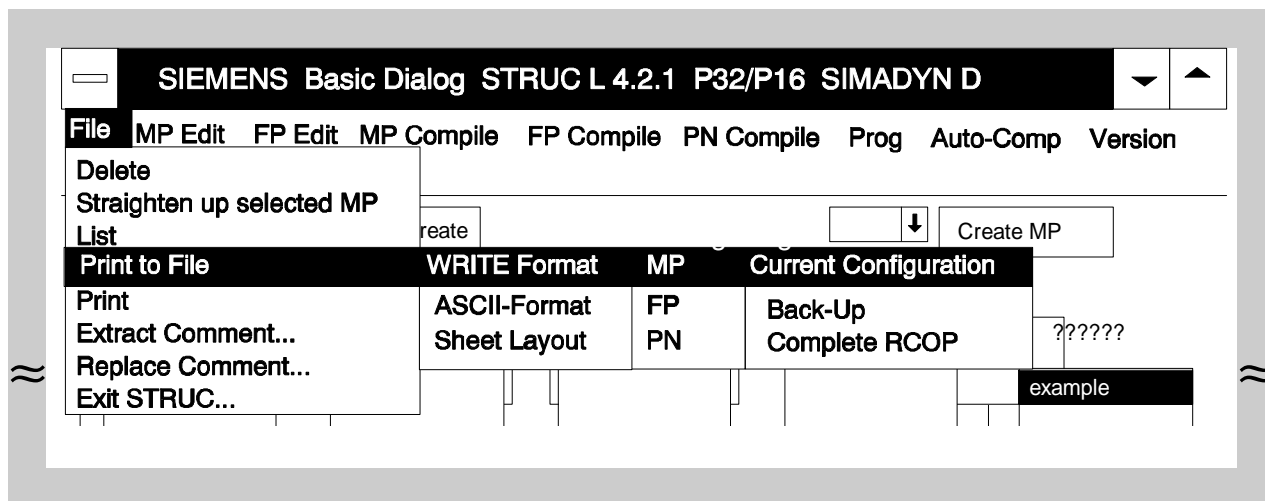 SIEMENS Basic Dialog STRUC L 4.2.1 P32/P16 SIMADYN D
File MP Edit FP Edit MP Compile FP Compile PN Compile Prog Auto-Comp Version
Delete
Straighten up selected MP
List
reate
Create MP
Print to File WRITE Format MP Current Configuration
Print ASCII-Format FP Back-Up
Extract Comment... Sheet Layout PN Complete RCOP
??????
Replace Comment...
Exit STRUC...
example